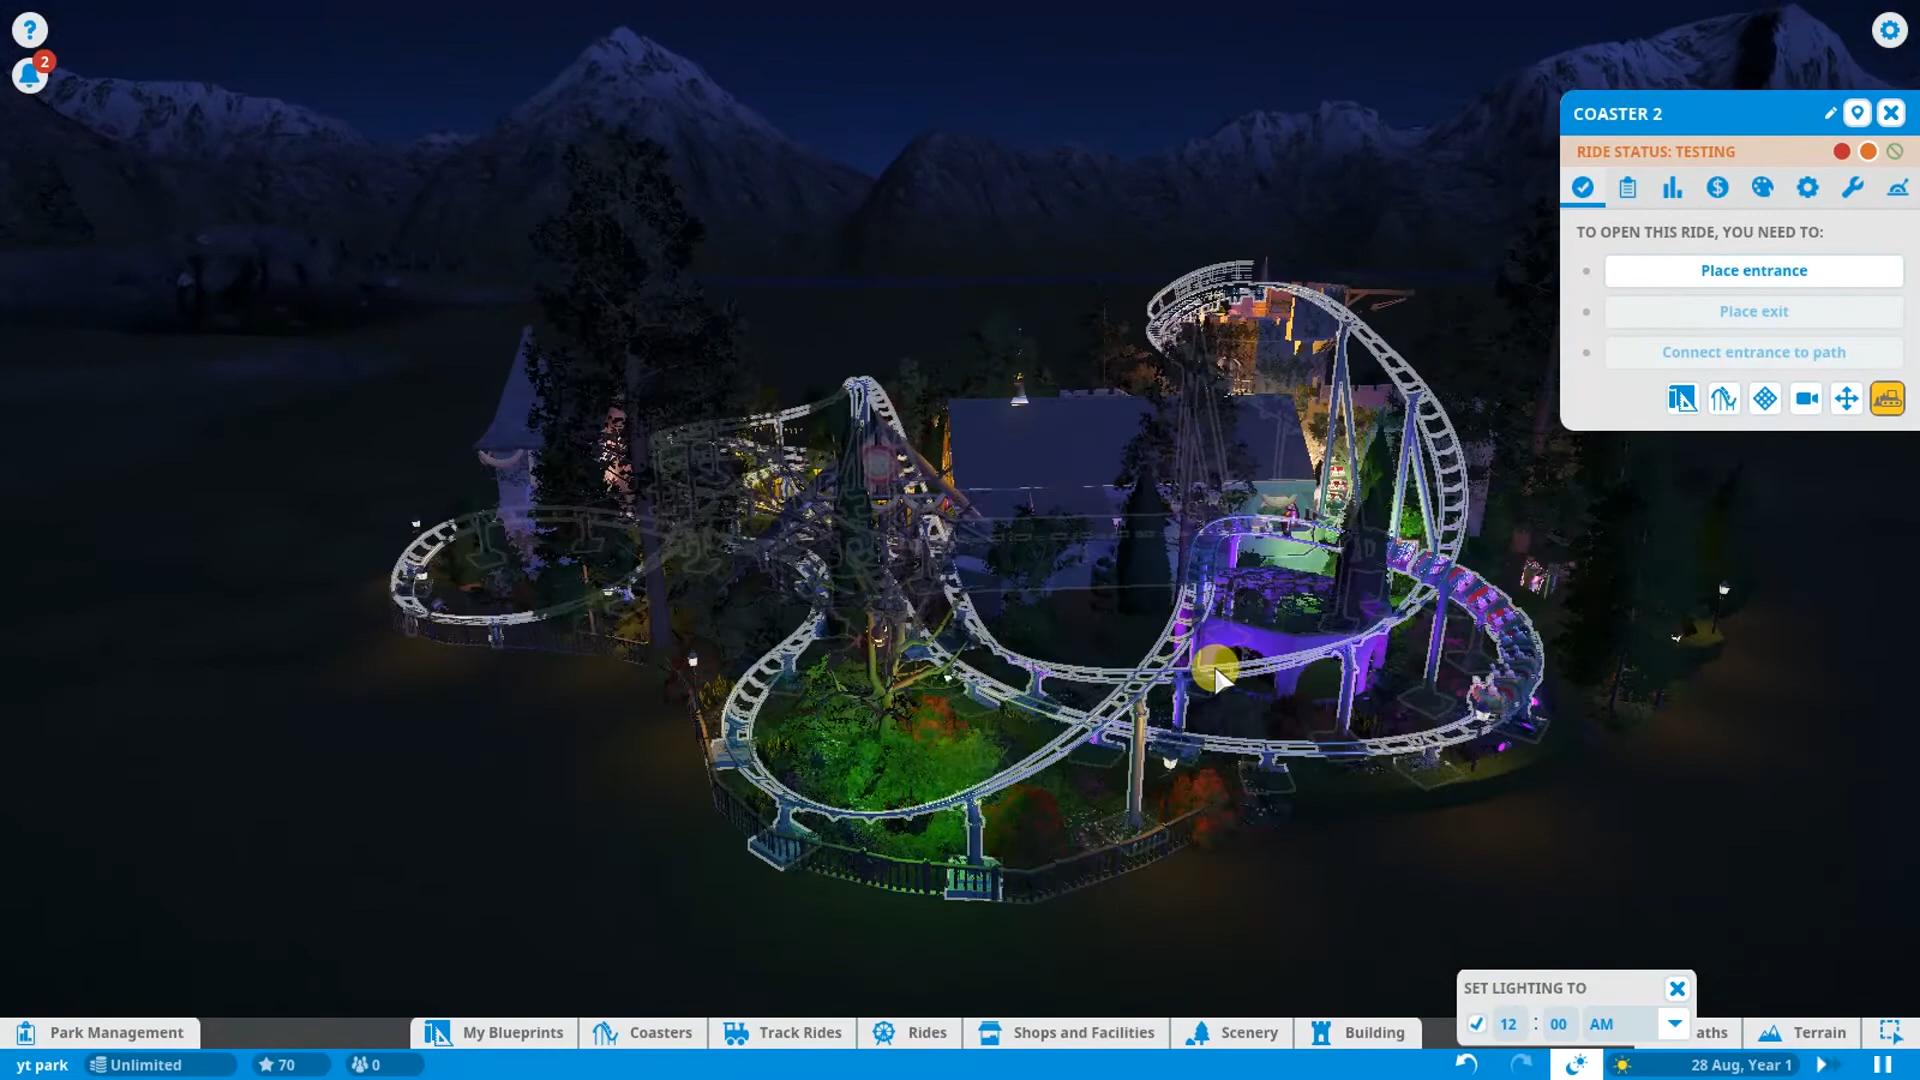 ?
2
COASTER 2
RIDE STATUS: TESTING
TO OPEN THIS RIDE, YOU NEED TO:
Place entrance
Place exit
Connect entrance to path
SET LIGHTING TO
12 : 00 AM
Park Management
My Blueprints
Coasters
Track Rides
Rides
Shops and Facilities
Scenery
Building
aths
Terrain
yt park
Unlimited
70
0
28 Aug, Year 1